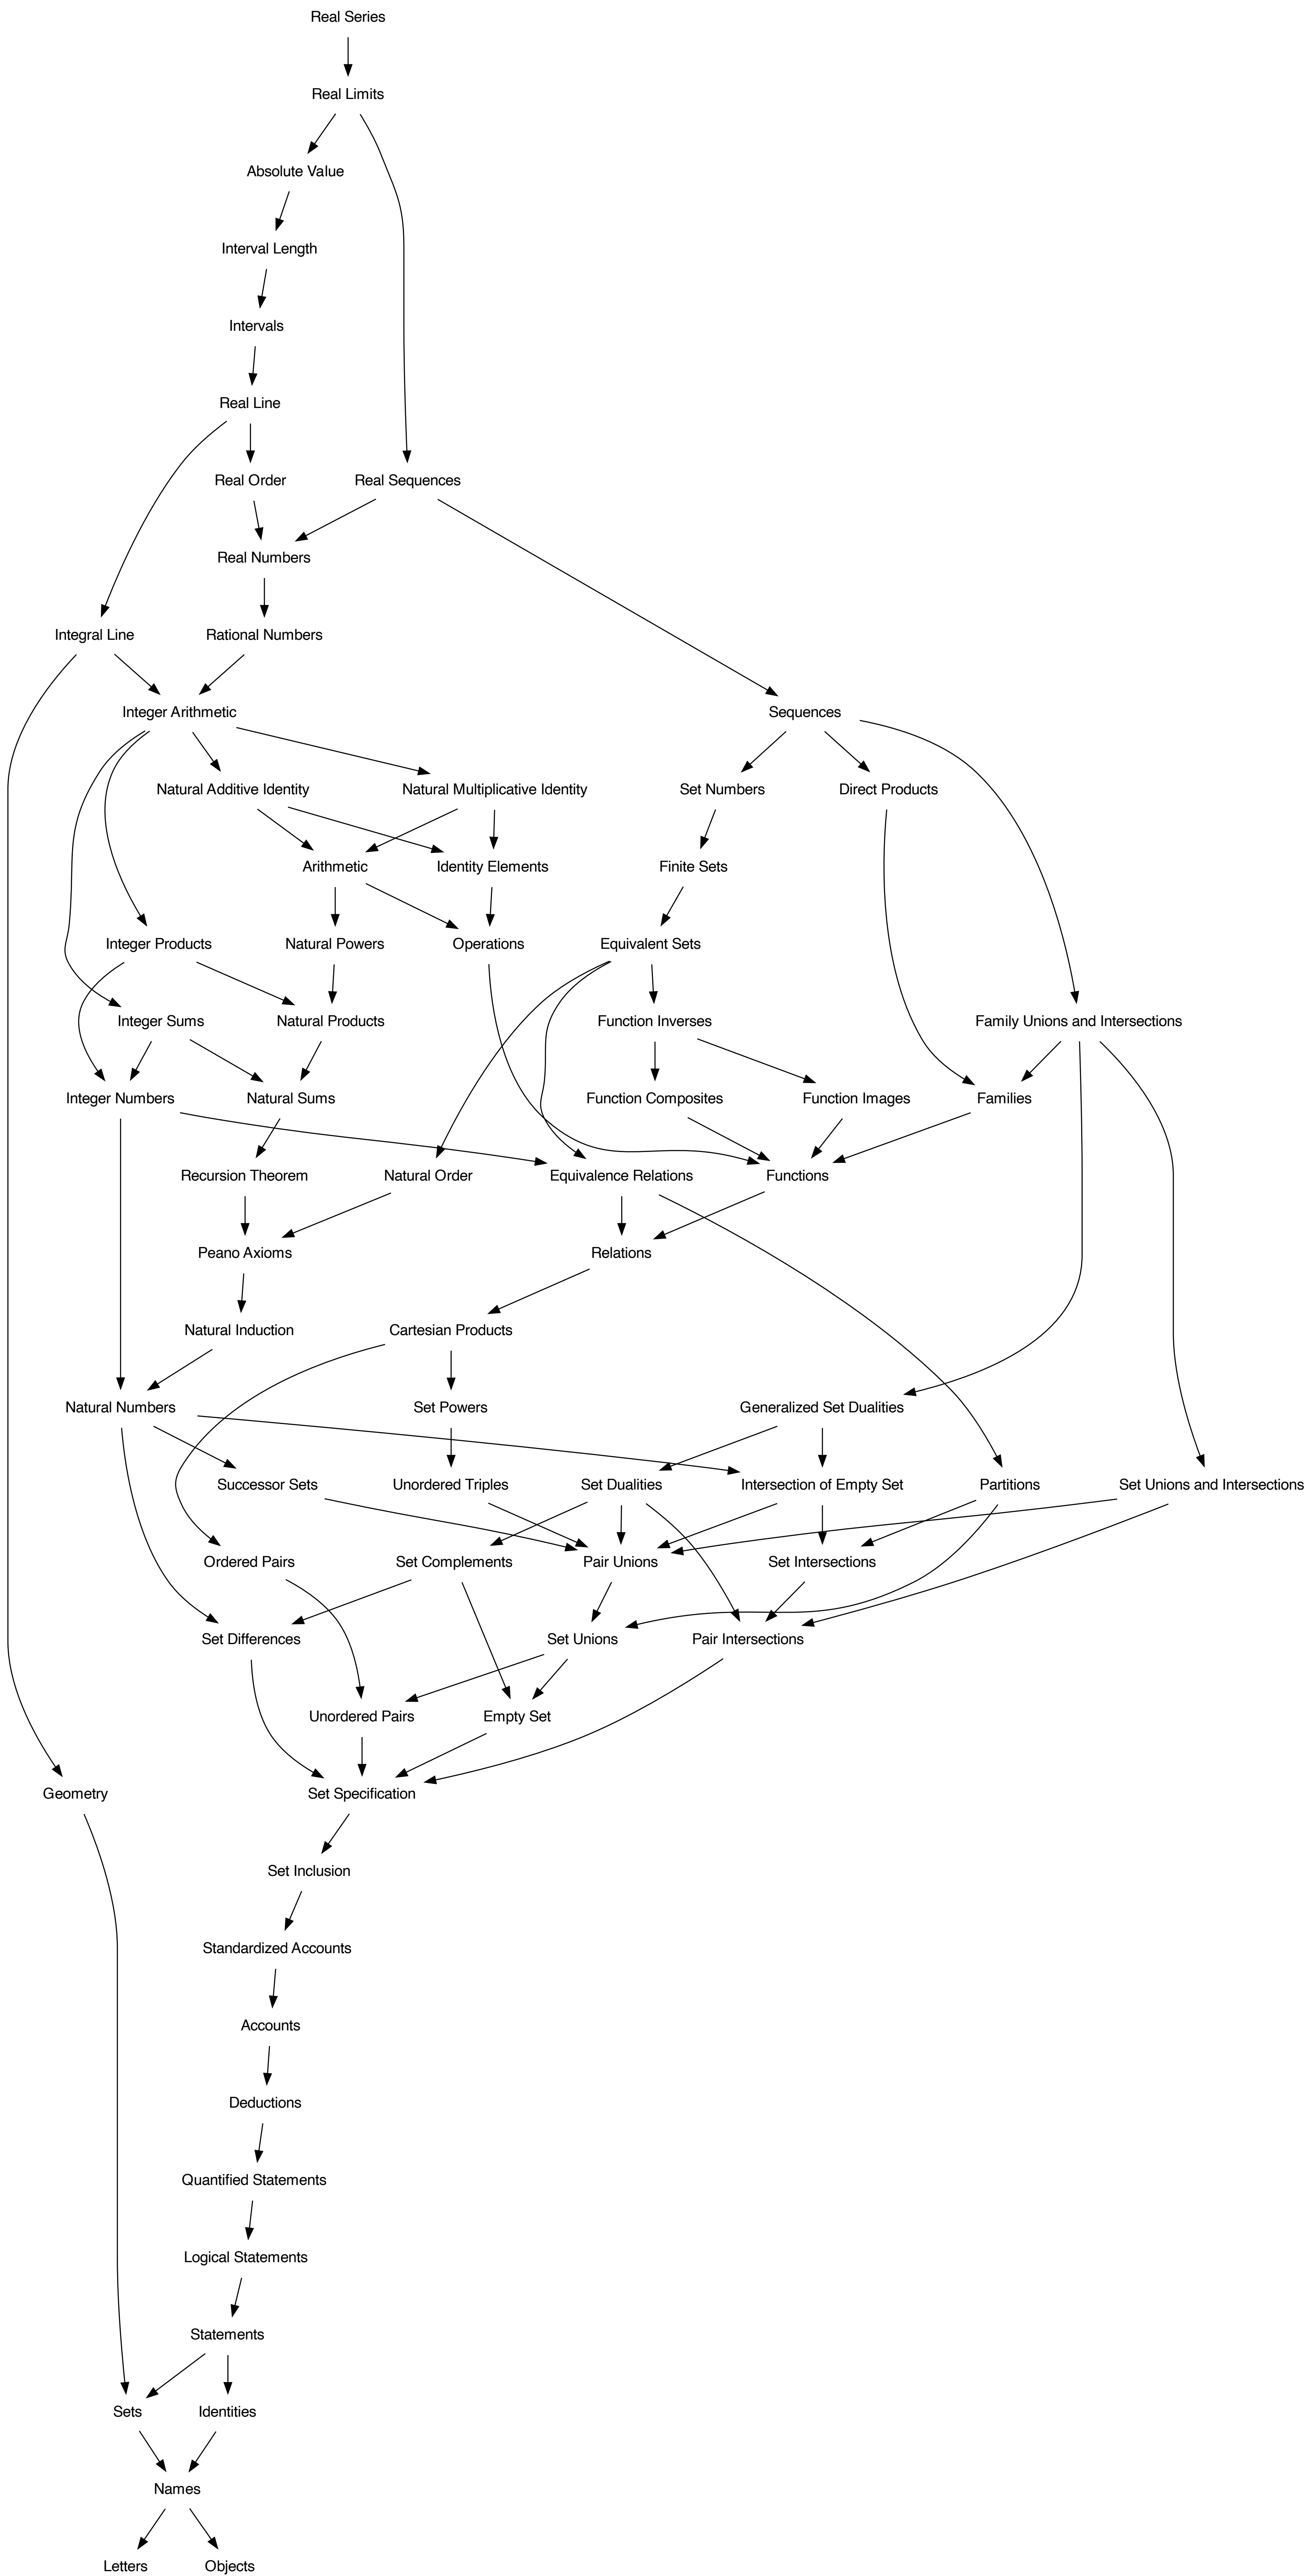 Real Series
Real Limits
Absolute Value
Interval Length
Intervals
Real Line
Real Order
Real Sequences
Real Numbers
Integral Line
Rational Numbers
Integer Arithmetic
Sequences
Natural Additive Identity
Natural Multiplicative Identity
Set Numbers
Direct Products
Arithmetic
Identity Elements
Finite Sets
Integer Products
Natural Powers
Operations
Equivalent Sets
Integer Sums
Natural Products
Function Inverses
Family Unions and Intersections
Integer Numbers
Natural Sums
Function Composites
Function Images
Families
Recursion Theorem
Natural Order
Equivalence Relations
Functions
Peano Axioms
Relations
Natural Induction
Cartesian Products
Natural Numbers
Set Powers
Generalized Set Dualities
Successor Sets
Unordered Triples
Set Dualities
Intersection of Empty Set
Partitions
Set Unions and Intersections
Ordered Pairs
Set Complements
Pair Unions
Set Intersections
Set Differences
Set Unions
Pair Intersections
Unordered Pairs
Empty Set
Geometry
Set Specification
Set Inclusion
Standardized Accounts
Accounts
Deductions
Quantified Statements
Logical Statements
Statements
Sets
Identities
Names
Letters
Objects